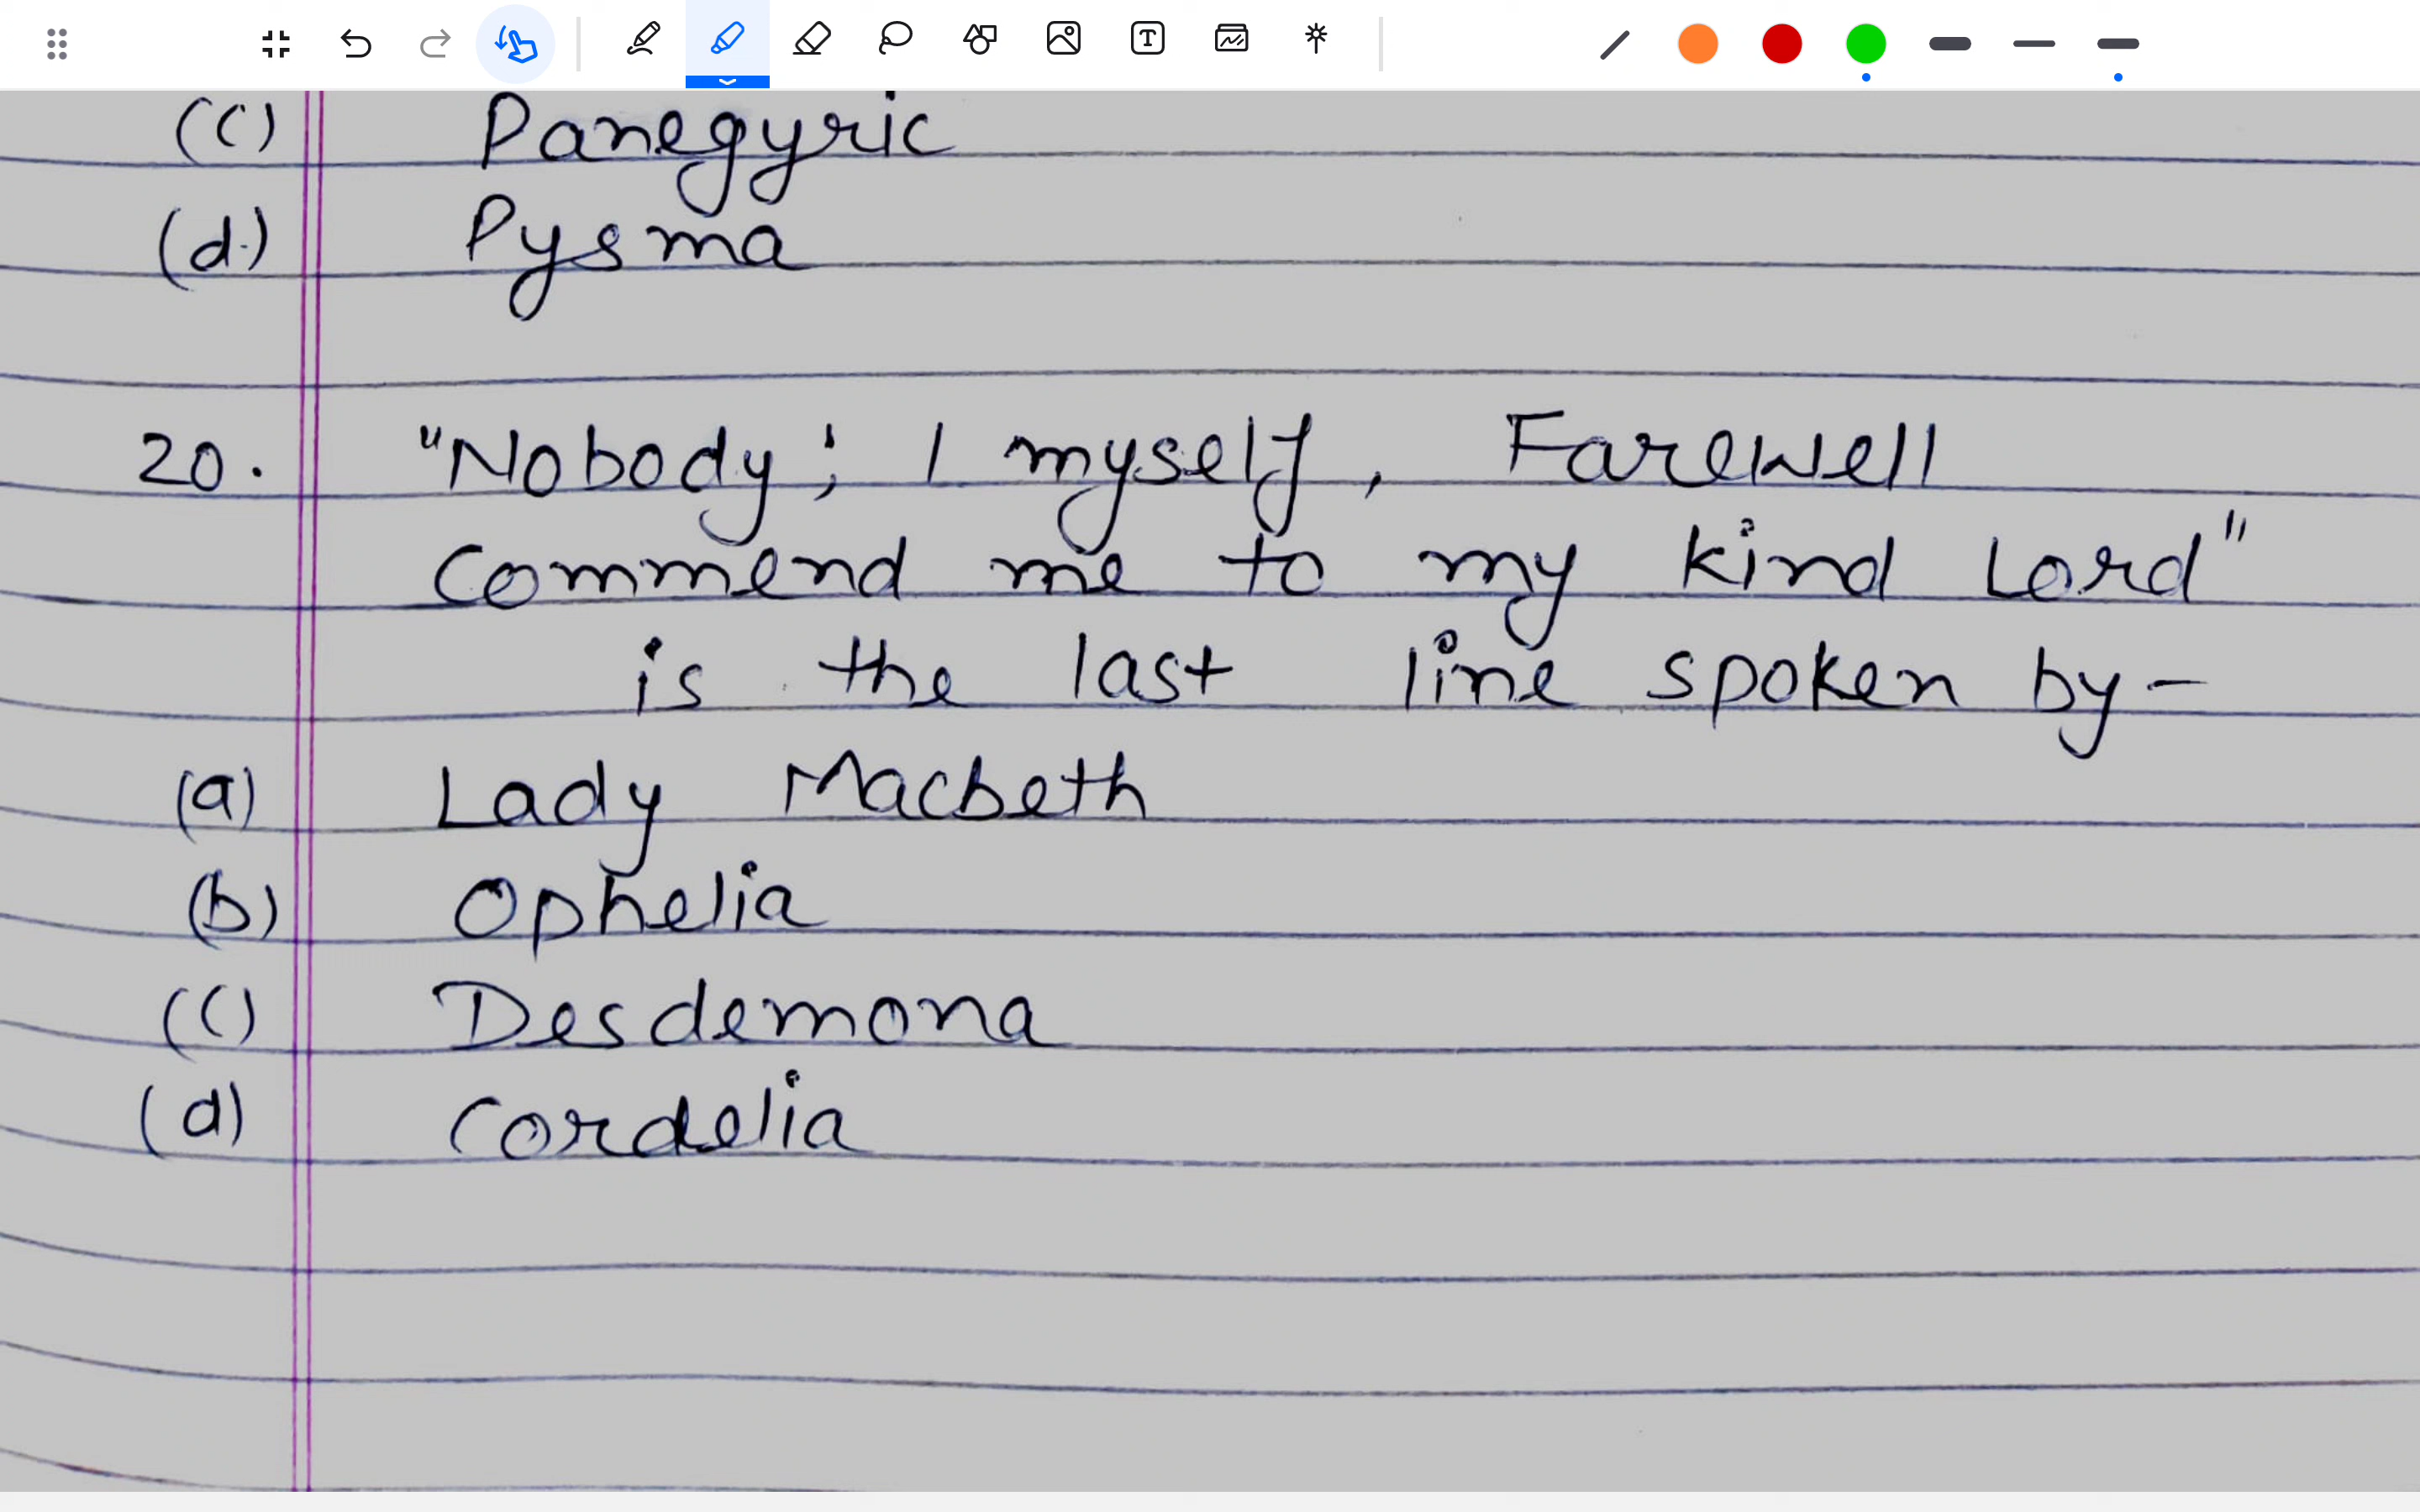 (c) Panegyric
(d) Pysma
20. "Nobody; I myself, Farewell
Commend me to my kind Lord"
is the last line spoken by-
(a) Lady Macbeth
(b) Ophelia
(c) Desdemona
(d) Cordelia